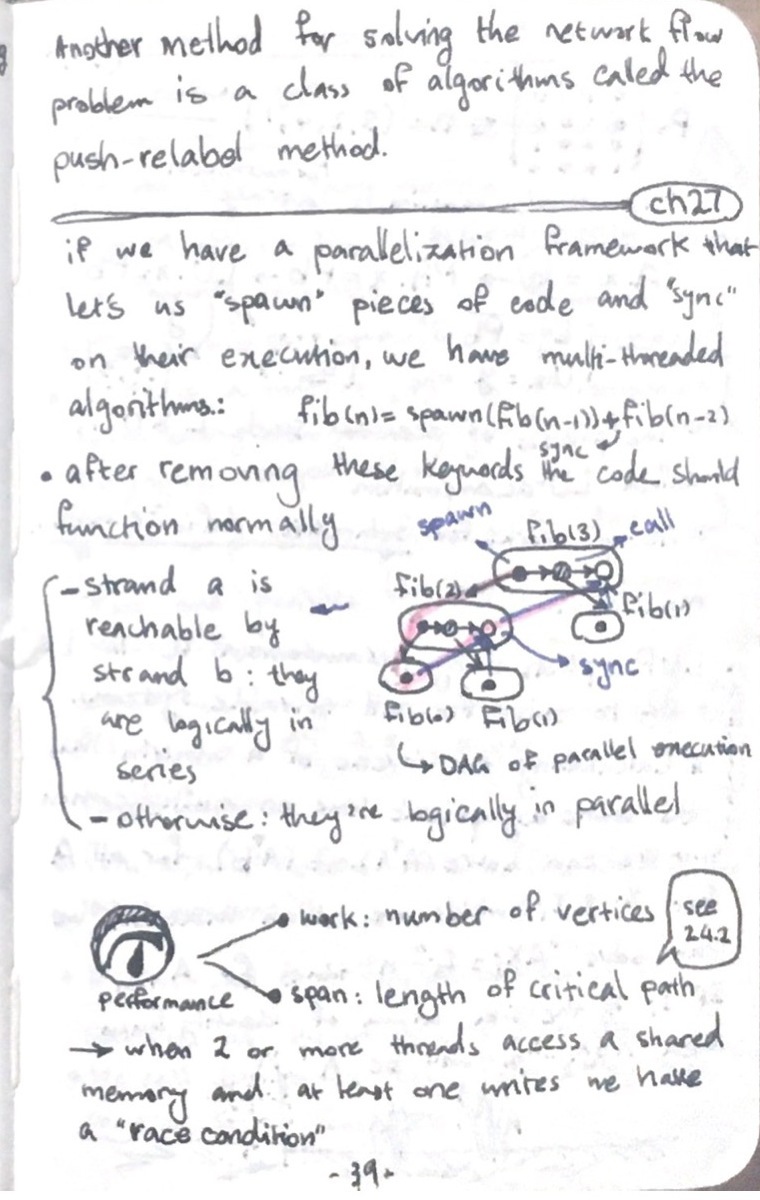 Another method for solving the network flow
problem is a class of algorithms called the
push-relabel method.
ch27
if we have a parallelization framework that
let's us "spawn" pieces of code and "sync"
on their execution, we have multi-threaded
algorithms.: fib(n)= spawn(fib(n-1))+fib(n-2)
sync
• after removing these keywords the code should
function normally
spawn
fib(3)
call
- strand a is
reachable by
strand b: they
are logically in
series
fib(2)
fib(1)
sync
fib(0) fib(1)
↳ DAG of parallel execution
- otherwise: they're logically in parallel
performance
• work: number of vertices
see
24.2
• span: length of critical path
→ when 2 or more threads access a shared
memory and at least one writes we have
a "race condition"
-39-